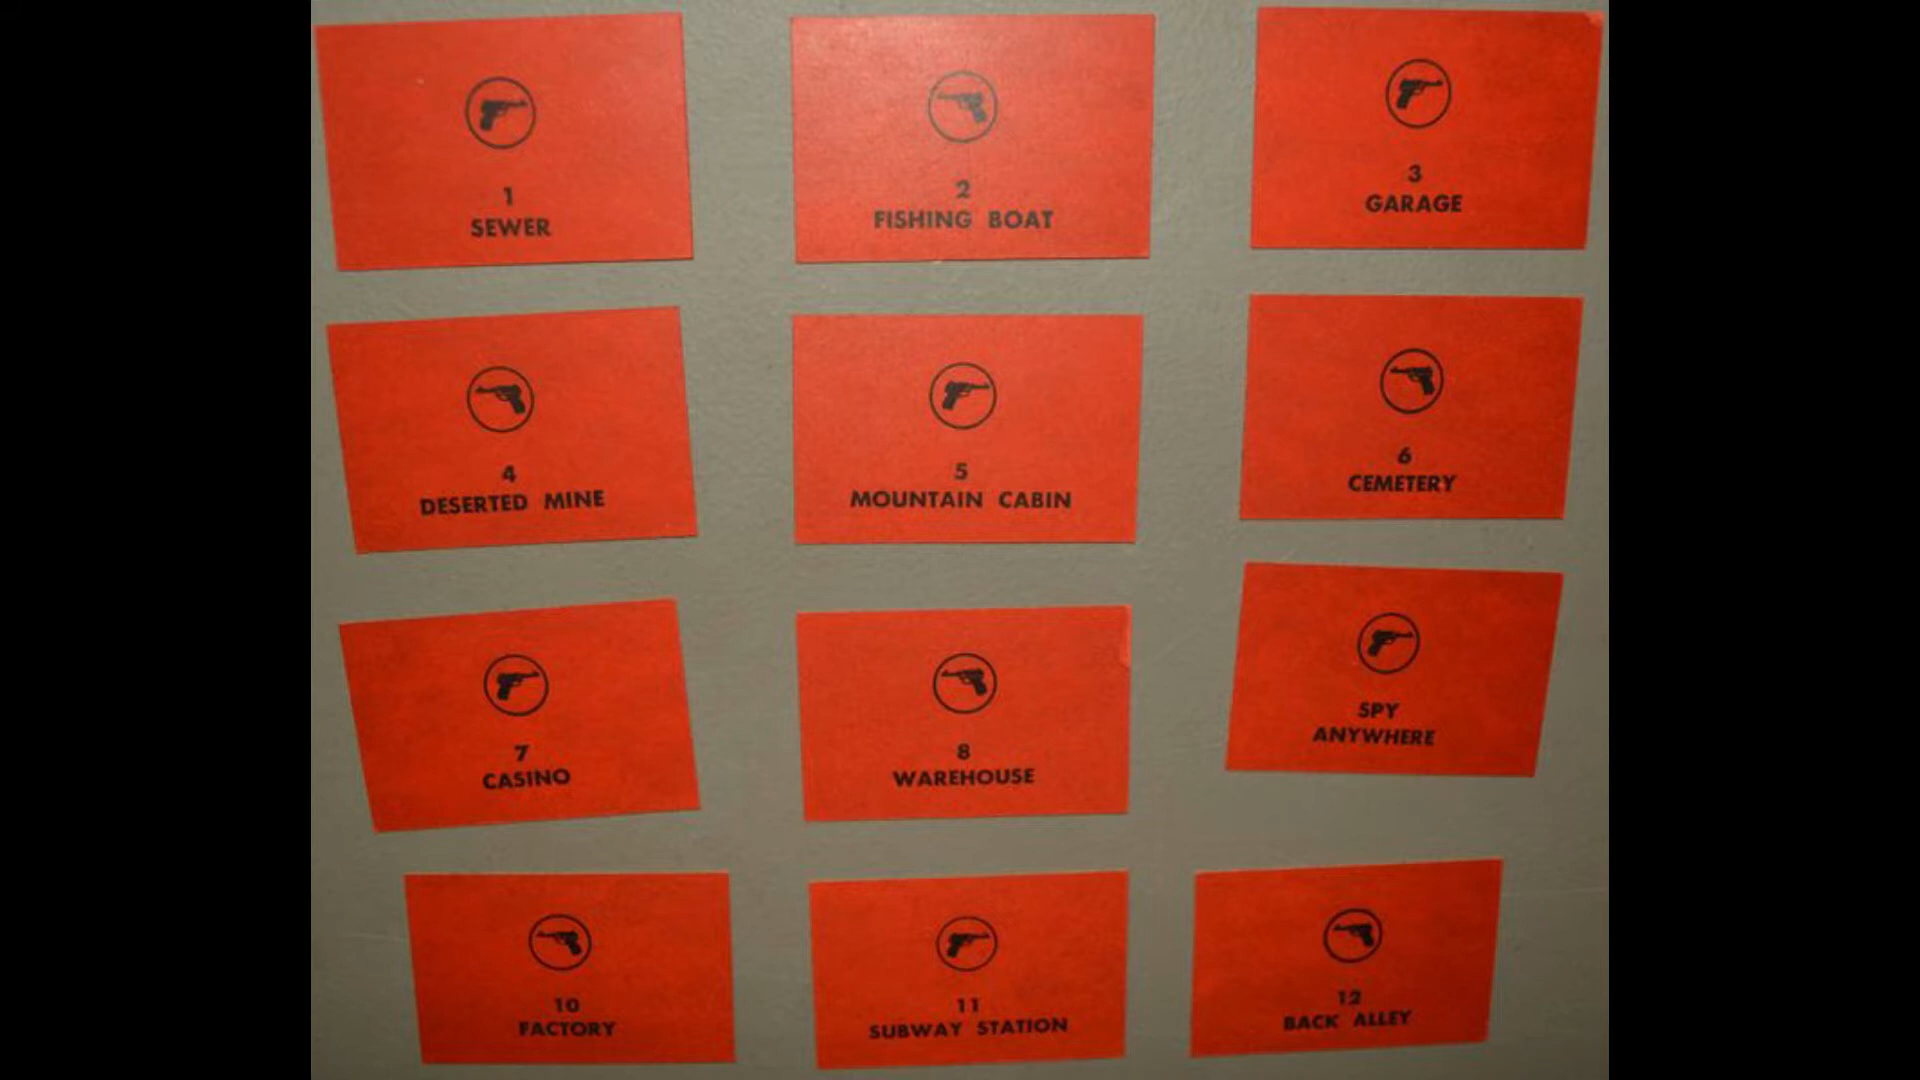 1
SEWER
2
FISHING BOAT
3
GARAGE
4
DESERTED MINE
5
MOUNTAIN CABIN
6
CEMETERY
7
CASINO
8
WAREHOUSE
SPY
ANYWHERE
10
FACTORY
11
SUBWAY STATION
12
BACK ALLEY